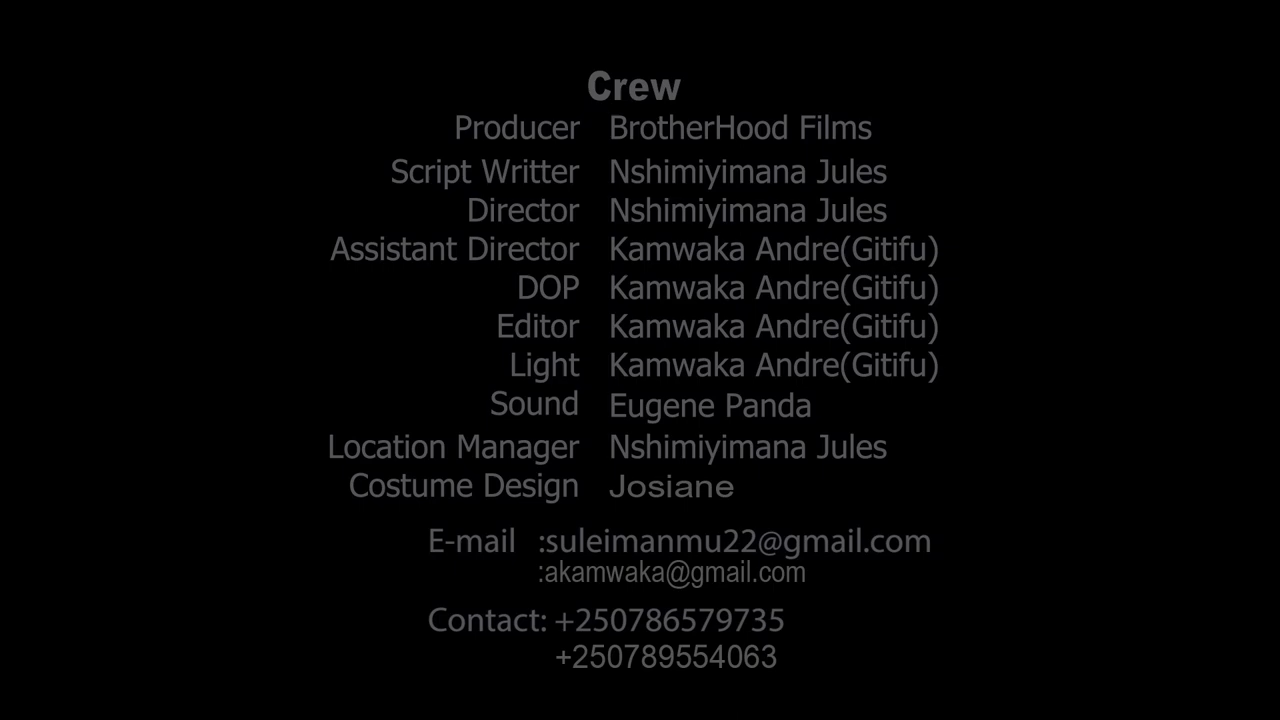 Crew
Producer BrotherHood Films
Script Writter Nshimiyimana Jules
Director Nshimiyimana Jules
Assistant Director Kamwaka Andre(Gitifu)
DOP Kamwaka Andre(Gitifu)
Editor Kamwaka Andre(Gitifu)
Light Kamwaka Andre(Gitifu)
Sound Eugene Panda
Location Manager Nshimiyimana Jules
Costume Design Josiane
E-mail :suleimanmu22@gmail.com
:akamwaka@gmail.com
Contact: +250786579735
+250789554063